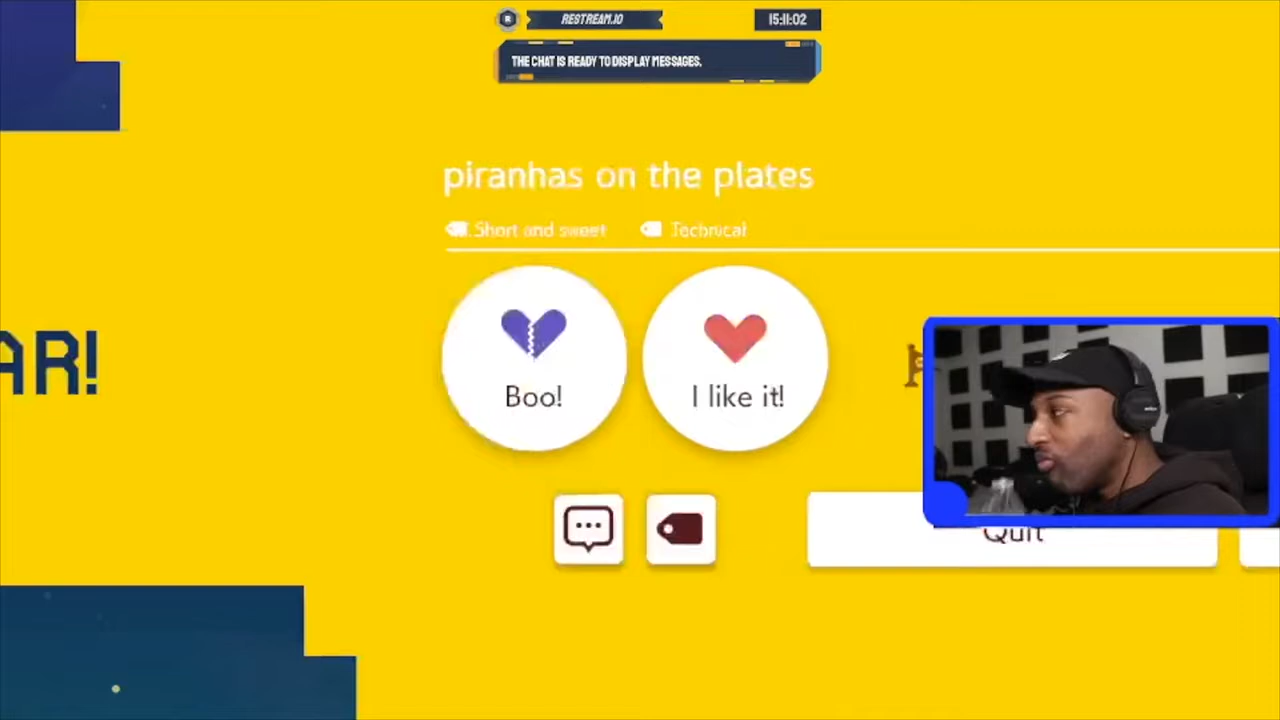 RESTREAM.IO
15:11:02
THE CHAT IS READY TO DISPLAY MESSAGES.
piranhas on the plates
Short and sweet Technical
AR!
Boo!
I like it!
Quit